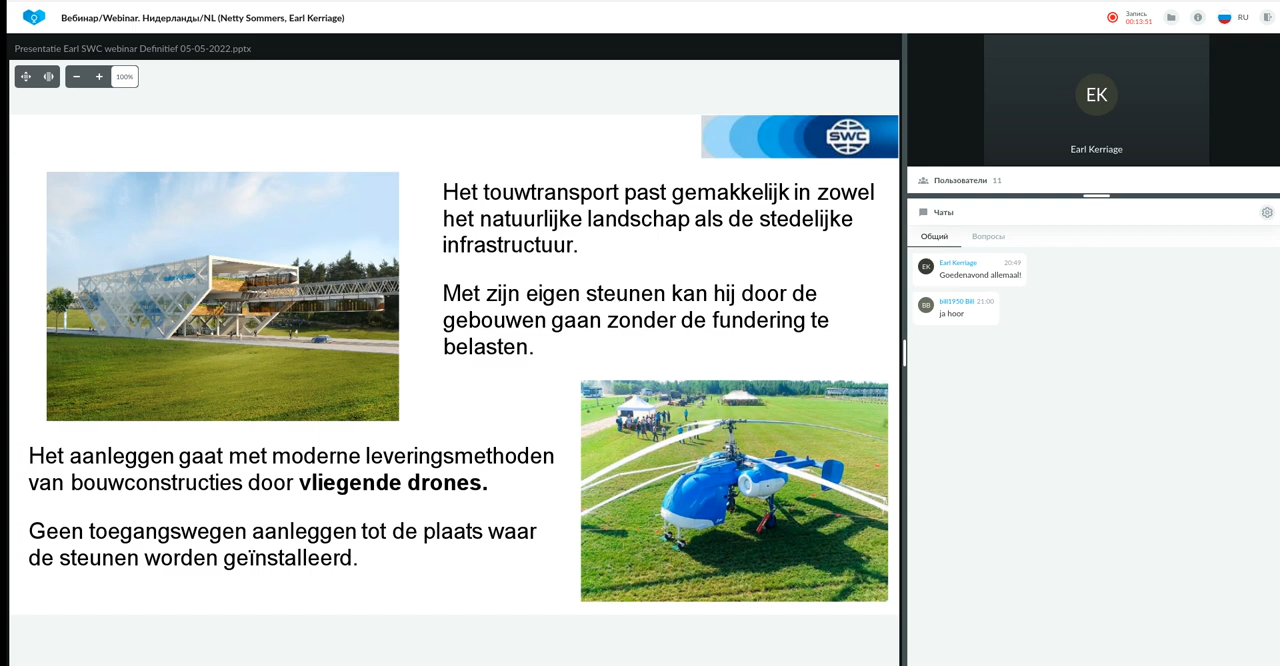 Вебинар/Webinar. Нидерланды/NL (Netty Sommers, Earl Kerriage)
Запись
00:13:51
RU
Presentatie Earl SWC webinar Definitief 05-05-2022.pptx
100%
SWC
Het touwtransport past gemakkelijk in zowel
het natuurlijke landschap als de stedelijke
infrastructuur.
Met zijn eigen steunen kan hij door de
gebouwen gaan zonder de fundering te
belasten.
Het aanleggen gaat met moderne leveringsmethoden
van bouwconstructies door vliegende drones.
Geen toegangswegen aanleggen tot de plaats waar
de steunen worden geïnstalleerd.
EK
Earl Kerriage
Пользователи 11
Чаты
Общий Вопросы
EK
Earl Kerriage 20:49
Goedenavond allemaal!
BB
bill1950 Bill 21:00
ja hoor